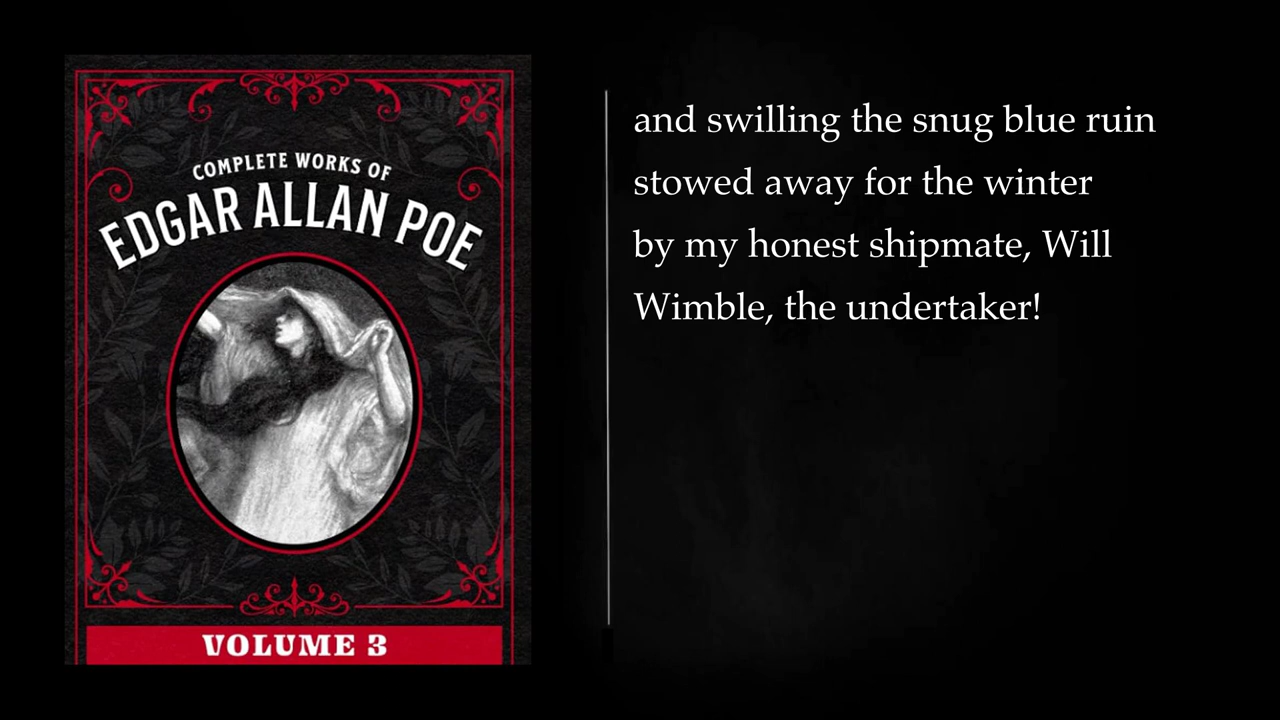 COMPLETE WORKS OF
EDGAR ALLAN POE
VOLUME 3
and swilling the snug blue ruin
stowed away for the winter
by my honest shipmate, Will
Wimble, the undertaker!